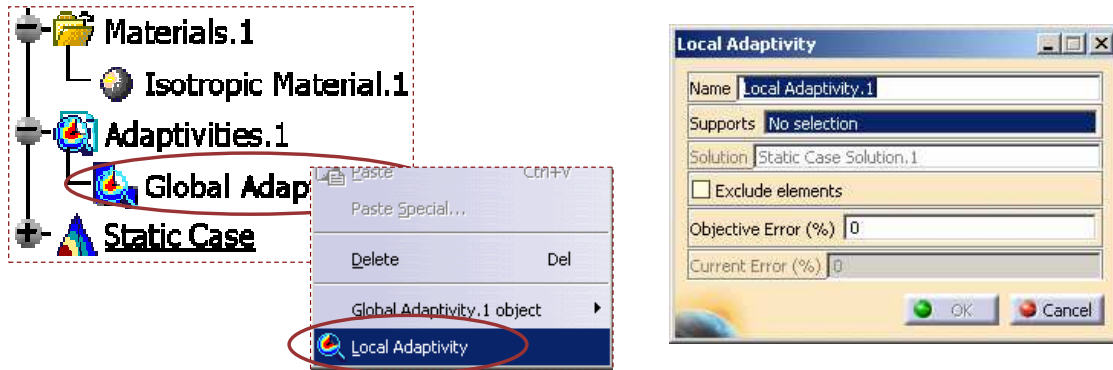 Materials.1
Isotropic Material.1
Adaptivities.1
Global Adap
Static Case
Paste Ctrl+V
Paste Special...
Delete Del
Global Adaptivity.1 object
Local Adaptivity
Local Adaptivity
Name Local Adaptivity.1
Supports No selection
Solution Static Case Solution.1
Exclude elements
Objective Error (%) 0
Current Error (%) 0
OK Cancel